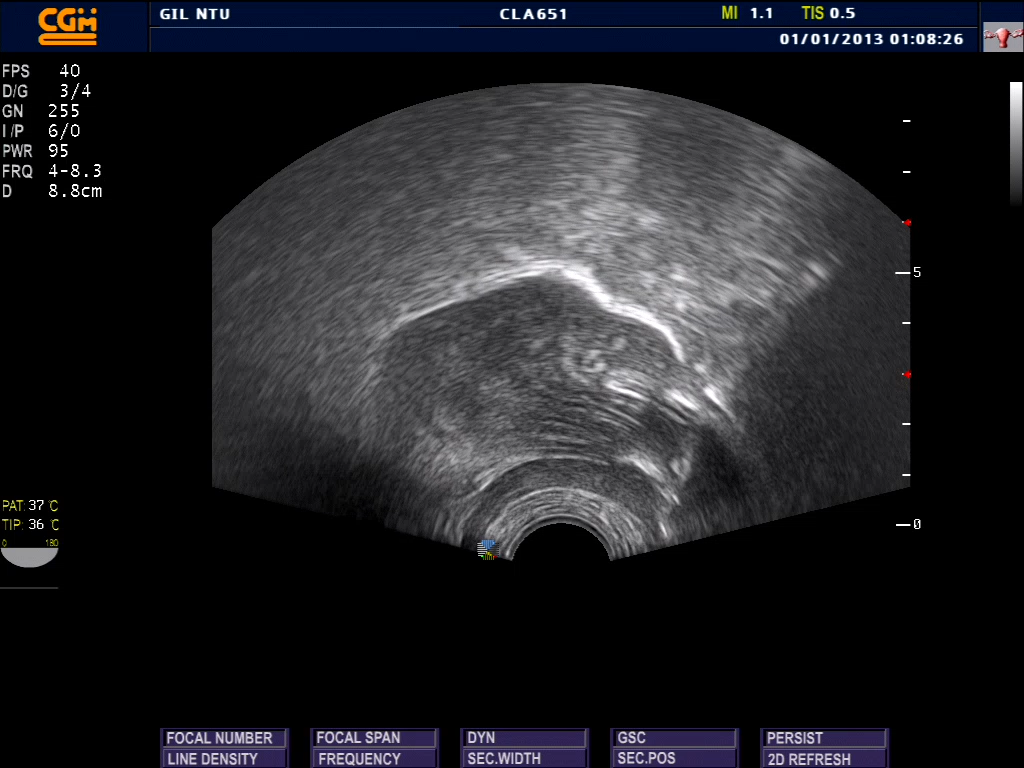 CGM
GIL NTU CLA651 MI 1.1 TIS 0.5
01/01/2013 01:08:26
FPS 40
D/G 3/4
GN 255
I/P 6/0
PWR 95
FRQ 4-8.3
D 8.8cm
5
PAT: 37 °C
TIP: 36 °C
0 180
0
FOCAL NUMBER FOCAL SPAN DYN GSC PERSIST
LINE DENSITY FREQUENCY SEC.WIDTH SEC.POS 2D REFRESH